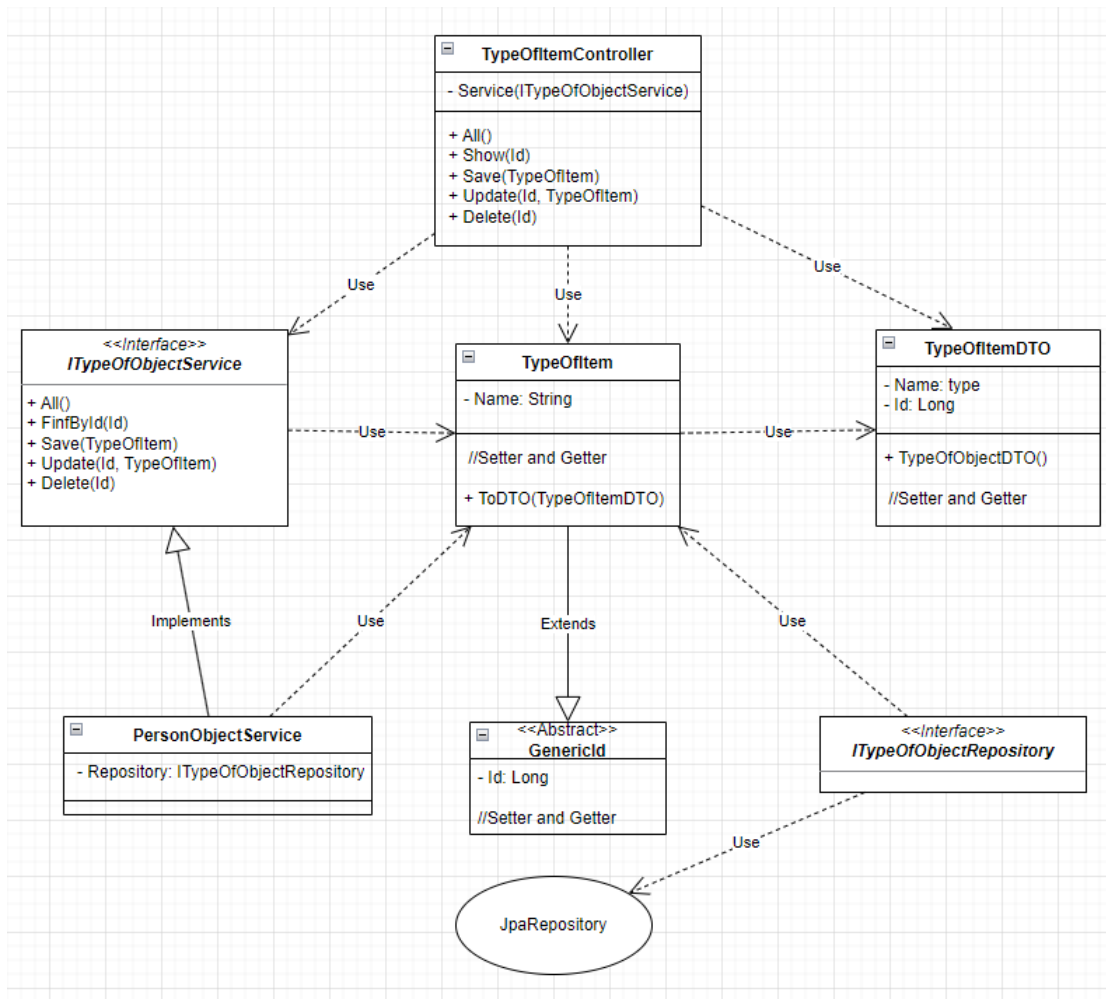 TypeOfItemController
- Service(ITypeOfObjectService)
+ All()
+ Show(Id)
+ Save(TypeOfItem)
+ Update(Id, TypeOfItem)
+ Delete(Id)
Use
Use
Use
<<Interface>>
ITypeOfObjectService
+ All()
+ FinfById(Id)
+ Save(TypeOfItem)
+ Update(Id, TypeOfItem)
+ Delete(Id)
Use
TypeOfItem
- Name: String
//Setter and Getter
+ ToDTO(TypeOfItemDTO)
Use
TypeOfItemDTO
- Name: type
- Id: Long
+ TypeOfObjectDTO()
//Setter and Getter
Implements
Use
Extends
Use
PersonObjectService
- Repository: ITypeOfObjectRepository
<<Abstract>>
GenericId
- Id: Long
//Setter and Getter
<<Interface>>
ITypeOfObjectRepository
Use
JpaRepository